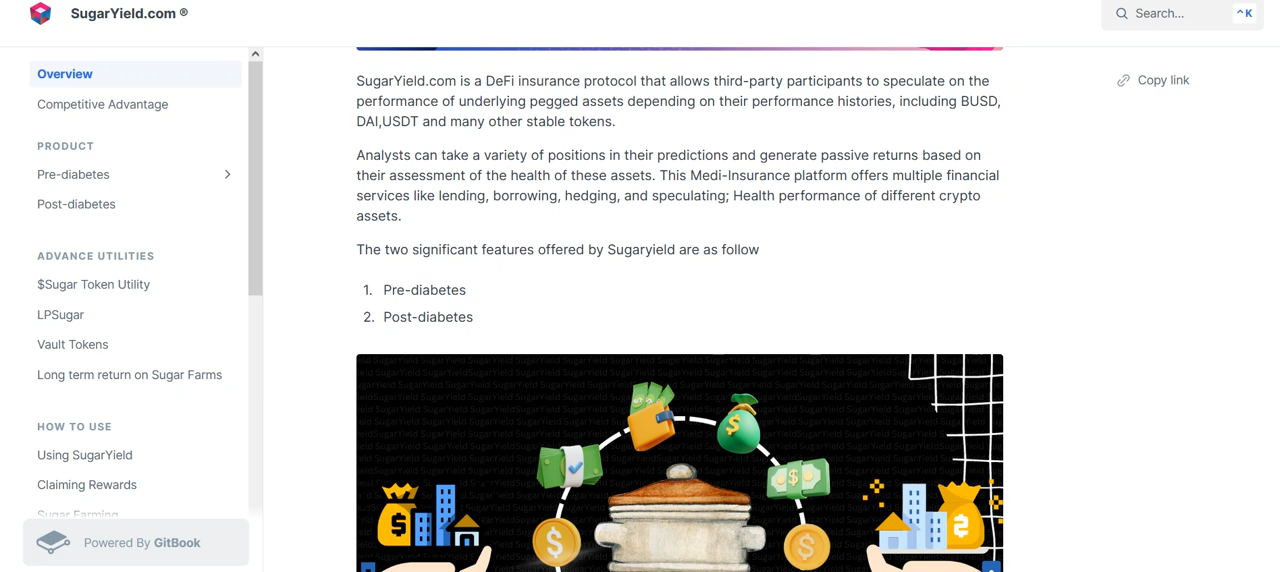 SugarYield.com ®
Search...
^K
Overview
Competitive Advantage
PRODUCT
Pre-diabetes
Post-diabetes
ADVANCE UTILITIES
$Sugar Token Utility
LPSugar
Vault Tokens
Long term return on Sugar Farms
HOW TO USE
Using SugarYield
Claiming Rewards
Sugar Farming
Powered By GitBook
SugarYield.com is a DeFi insurance protocol that allows third-party participants to speculate on the
performance of underlying pegged assets depending on their performance histories, including BUSD,
DAI,USDT and many other stable tokens.
Analysts can take a variety of positions in their predictions and generate passive returns based on
their assessment of the health of these assets. This Medi-Insurance platform offers multiple financial
services like lending, borrowing, hedging, and speculating; Health performance of different crypto
assets.
The two significant features offered by Sugaryield are as follow
1. Pre-diabetes
2. Post-diabetes
Copy link